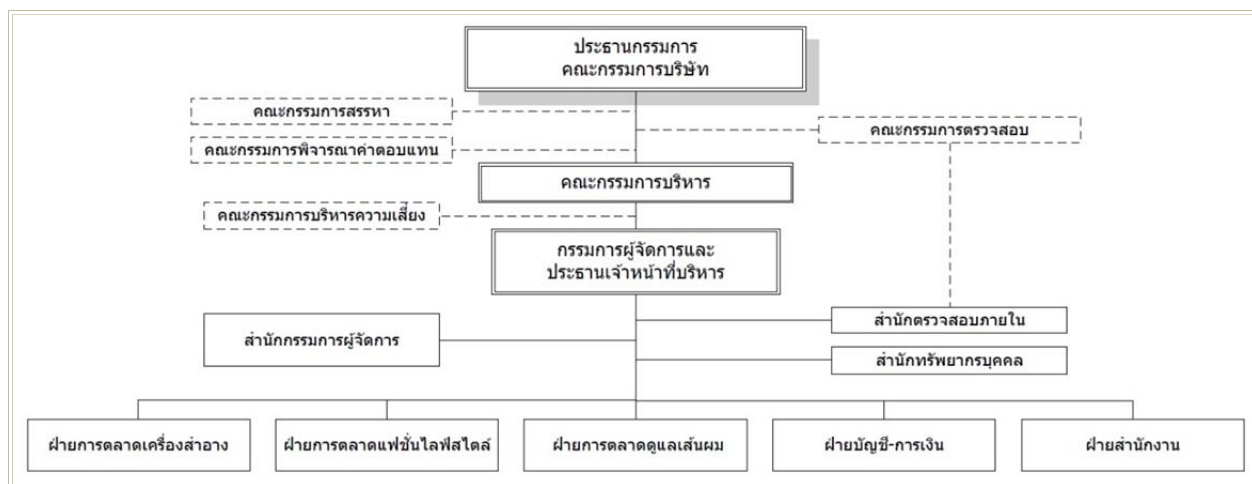 ประธานกรรมการ
คณะกรรมการบริษัท
คณะกรรมการสรรหา
คณะกรรมการตรวจสอบ
คณะกรรมการพิจารณาค่าตอบแทน
คณะกรรมการบริหาร
คณะกรรมการบริหารความเสี่ยง
กรรมการผู้จัดการและ
ประธานเจ้าหน้าที่บริหาร
สำนักตรวจสอบภายใน
สำนักกรรมการผู้จัดการ
สำนักทรัพยากรบุคคล
ฝ่ายการตลาดเครื่องสำอาง
ฝ่ายการตลาดแฟชั่นไลฟ์สไตล์
ฝ่ายการตลาดดูแลเส้นผม
ฝ่ายบัญชี-การเงิน
ฝ่ายสำนักงาน